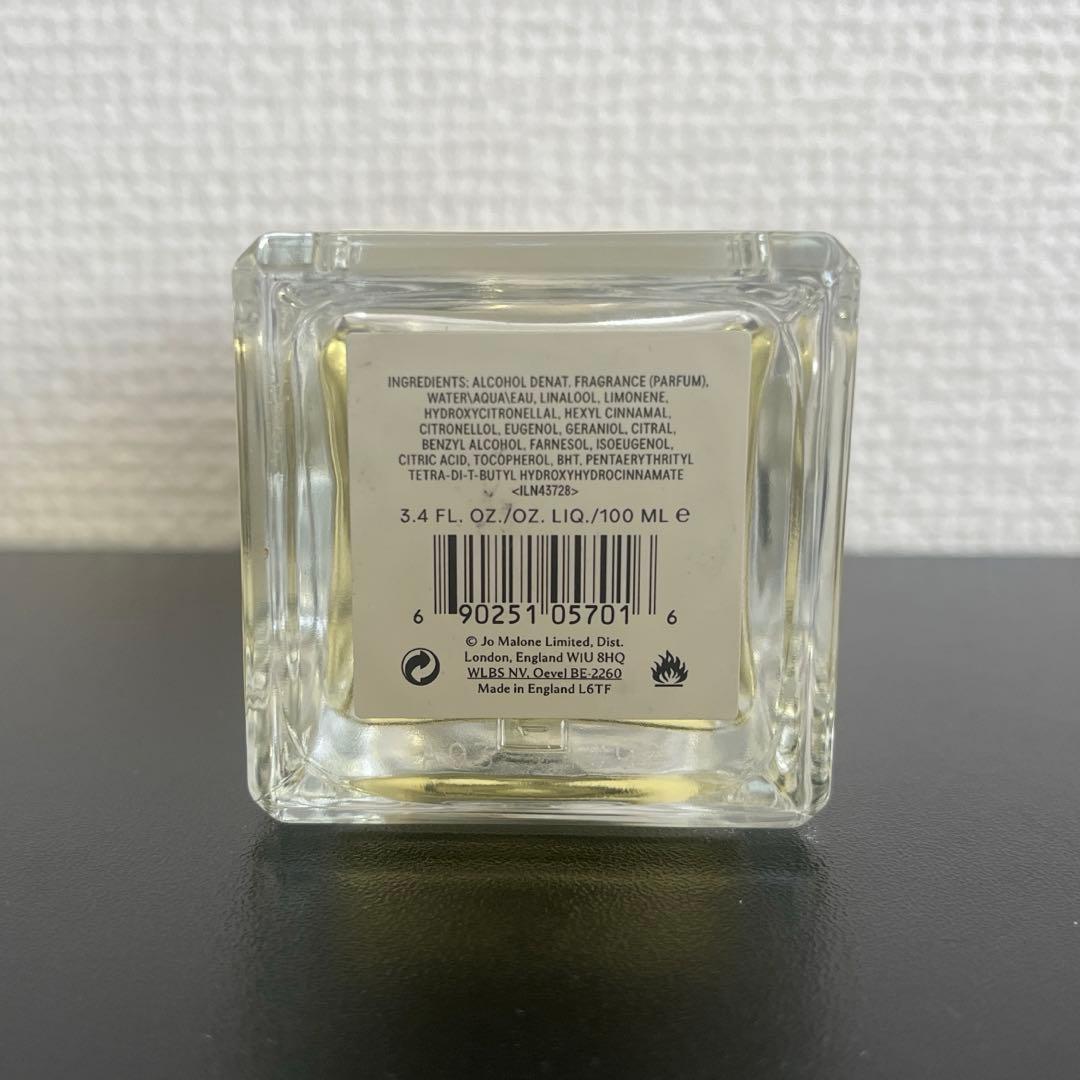 INGREDIENTS: ALCOHOL DENAT, FRAGRANCE (PARFUM),
WATER\AQUA\EAU, LINALOOL, LIMONENE,
HYDROXYCITRONELLAL, HEXYL CINNAMAL,
CITRONELLOL, EUGENOL, GERANIOL, CITRAL,
BENZYL ALCOHOL, FARNESOL, ISOEUGENOL,
CITRIC ACID, TOCOPHEROL, BHT, PENTAERYTHRITYL
TETRA-DI-T-BUTYL HYDROXYHYDROCINNAMATE
<ILN43728>
3.4 FL. OZ./OZ. LIQ./100 ML ℮
6 90251 05701 6
© Jo Malone Limited, Dist.
London, England W1U 8HQ
WLBS NV, Oevel BE-2260
Made in England L6TF